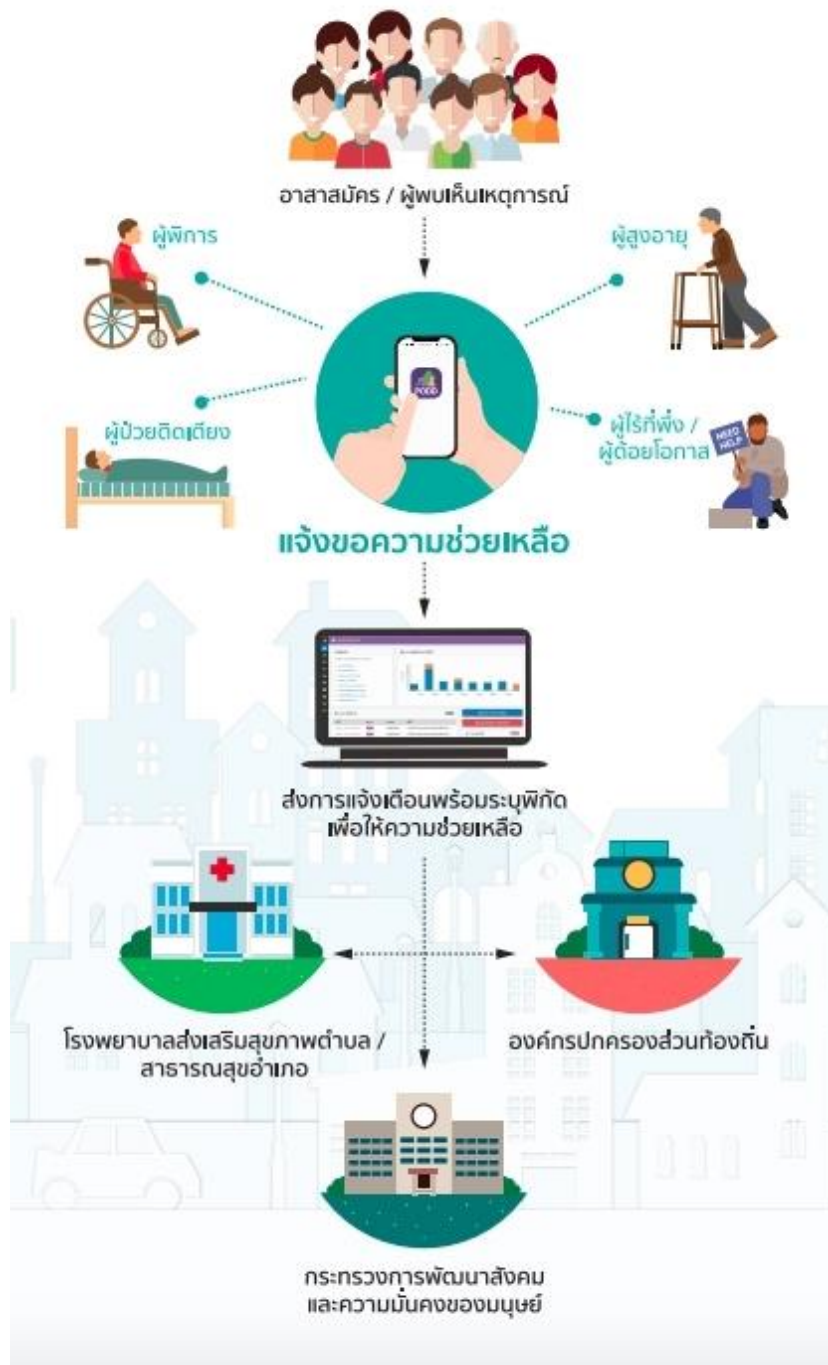 อาสาสมัคร / ผู้พบเห็นเหตุการณ์
ผู้พิการ
ผู้สูงอายุ
PODD
ผู้ป่วยติดเตียง
ผู้ไร้ที่พึ่ง /
ผู้ด้อยโอกาส
NEED
HELP
แจ้งขอความช่วยเหลือ
ส่งการแจ้งเตือนพร้อมระบุพิกัด
เพื่อให้ความช่วยเหลือ
โรงพยาบาลส่งเสริมสุขภาพตำบล /
สาธารณสุขอำเภอ
องค์กรปกครองส่วนท้องถิ่น
กระทรวงการพัฒนาสังคม
และความมั่นคงของมนุษย์